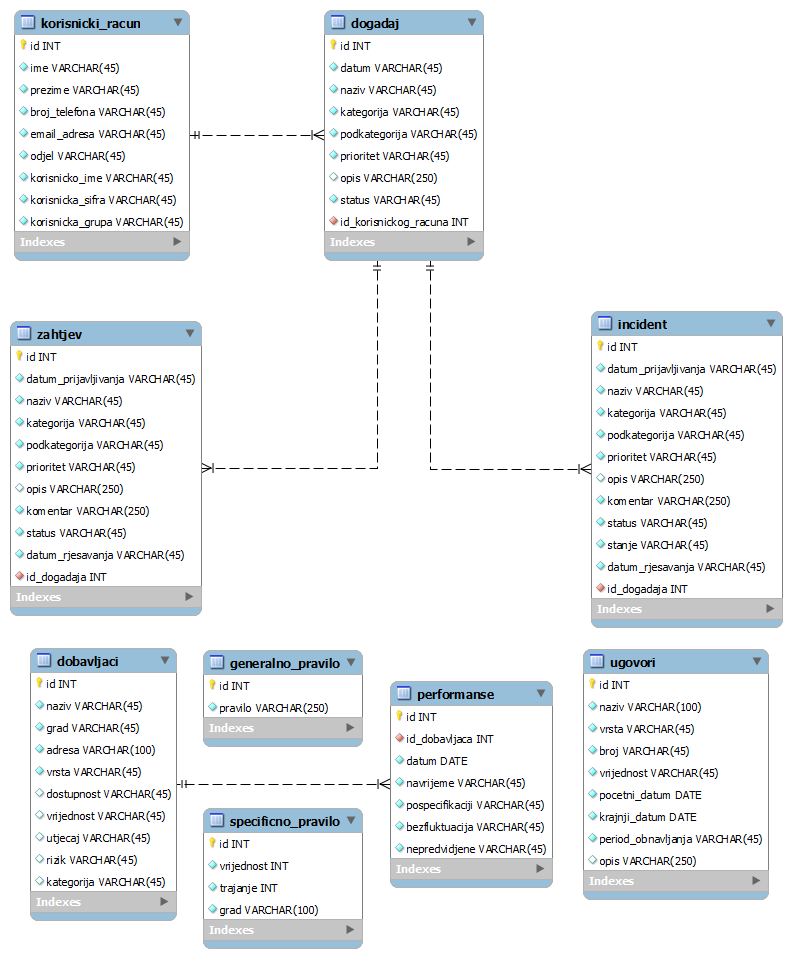 korisnicki_racun
id INT
ime VARCHAR(45)
prezime VARCHAR(45)
broj_telefona VARCHAR(45)
email_adresa VARCHAR(45)
odjel VARCHAR(45)
korisnicko_ime VARCHAR(45)
korisnicka_sifra VARCHAR(45)
korisnicka_grupa VARCHAR(45)
Indexes
dogadaj
id INT
datum VARCHAR(45)
naziv VARCHAR(45)
kategorija VARCHAR(45)
podkategorija VARCHAR(45)
prioritet VARCHAR(45)
opis VARCHAR(250)
status VARCHAR(45)
id_korisnickog_racuna INT
Indexes
zahtjev
id INT
datum_prijavljivanja VARCHAR(45)
naziv VARCHAR(45)
kategorija VARCHAR(45)
podkategorija VARCHAR(45)
prioritet VARCHAR(45)
opis VARCHAR(250)
komentar VARCHAR(250)
status VARCHAR(45)
datum_rjesavanja VARCHAR(45)
id_dogadaja INT
Indexes
incident
id INT
datum_prijavljivanja VARCHAR(45)
naziv VARCHAR(45)
kategorija VARCHAR(45)
podkategorija VARCHAR(45)
prioritet VARCHAR(45)
opis VARCHAR(250)
komentar VARCHAR(250)
status VARCHAR(45)
stanje VARCHAR(45)
datum_rjesavanja VARCHAR(45)
id_dogadaja INT
Indexes
dobavljaci
id INT
naziv VARCHAR(45)
grad VARCHAR(45)
adresa VARCHAR(100)
vrsta VARCHAR(45)
dostupnost VARCHAR(45)
vrijednost VARCHAR(45)
utjecaj VARCHAR(45)
rizik VARCHAR(45)
kategorija VARCHAR(45)
Indexes
generalno_pravilo
id INT
pravilo VARCHAR(250)
Indexes
specificno_pravilo
id INT
vrijednost INT
trajanje INT
grad VARCHAR(100)
Indexes
performanse
id INT
id_dobavljaca INT
datum DATE
navrijeme VARCHAR(45)
pospecifikaciji VARCHAR(45)
bezfluktuacija VARCHAR(45)
nepredvidjene VARCHAR(45)
Indexes
ugovori
id INT
naziv VARCHAR(100)
vrsta VARCHAR(45)
broj VARCHAR(45)
vrijednost VARCHAR(45)
pocetni_datum DATE
krajnji_datum DATE
period_obnavljanja VARCHAR(45)
opis VARCHAR(250)
Indexes